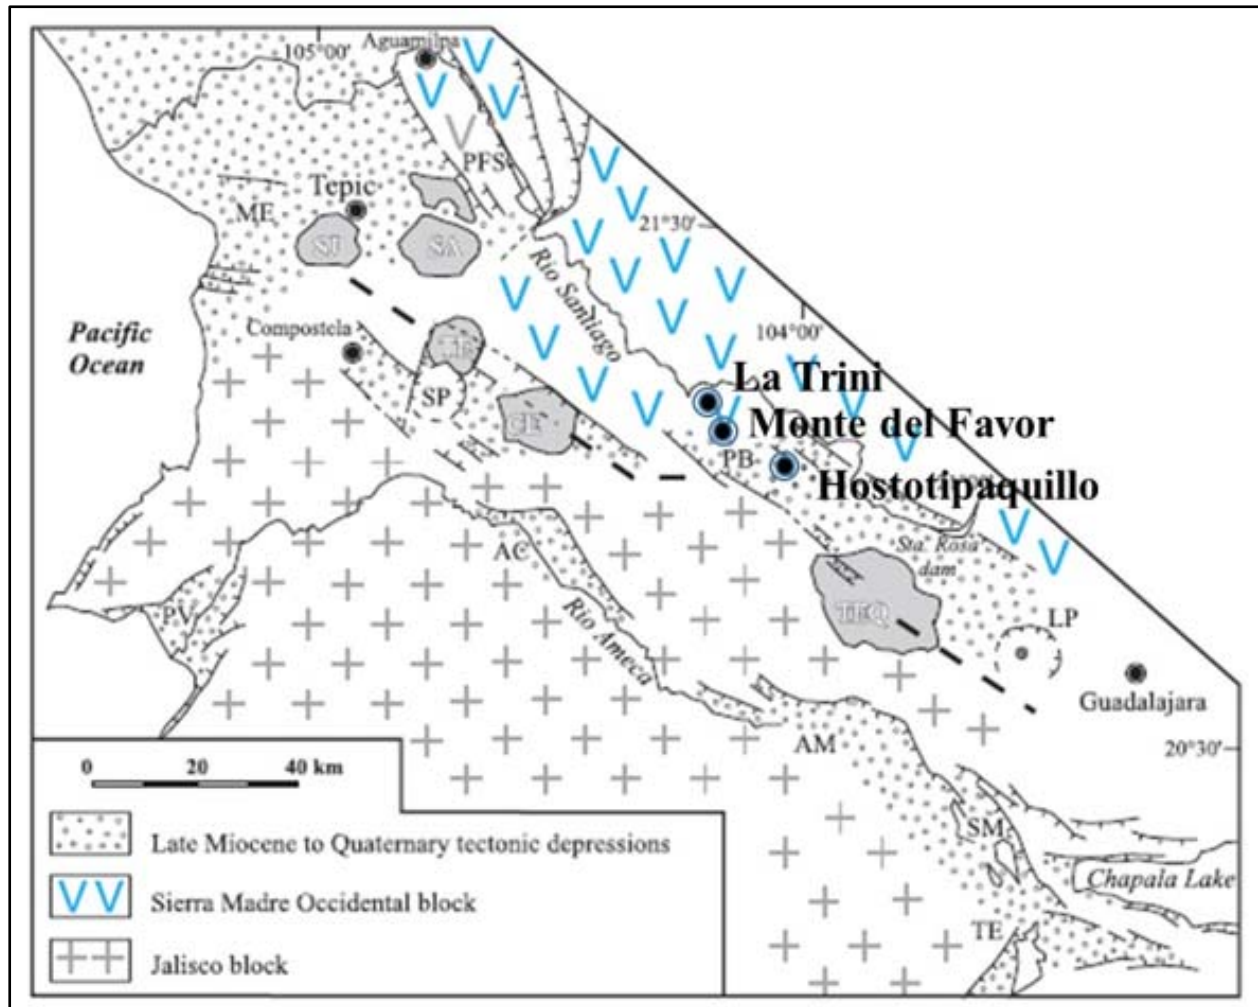 105°00'
Aguamilpa
PFS
Tepic
ME
21°30'
SJ
SA
Rio Santiago
Pacific
Ocean
Compostela
104°00'
La Trini
Monte del Favor
SP
CE
PB
Hostotipaquillo
AC
Sta. Rosa
dam
PV
Rio Ameca
TEQ
LP
Guadalajara
AM
20°30'
0 20 40 km
SM
Late Miocene to Quaternary tectonic depressions
Chapala Lake
Sierra Madre Occidental block
TE
Jalisco block